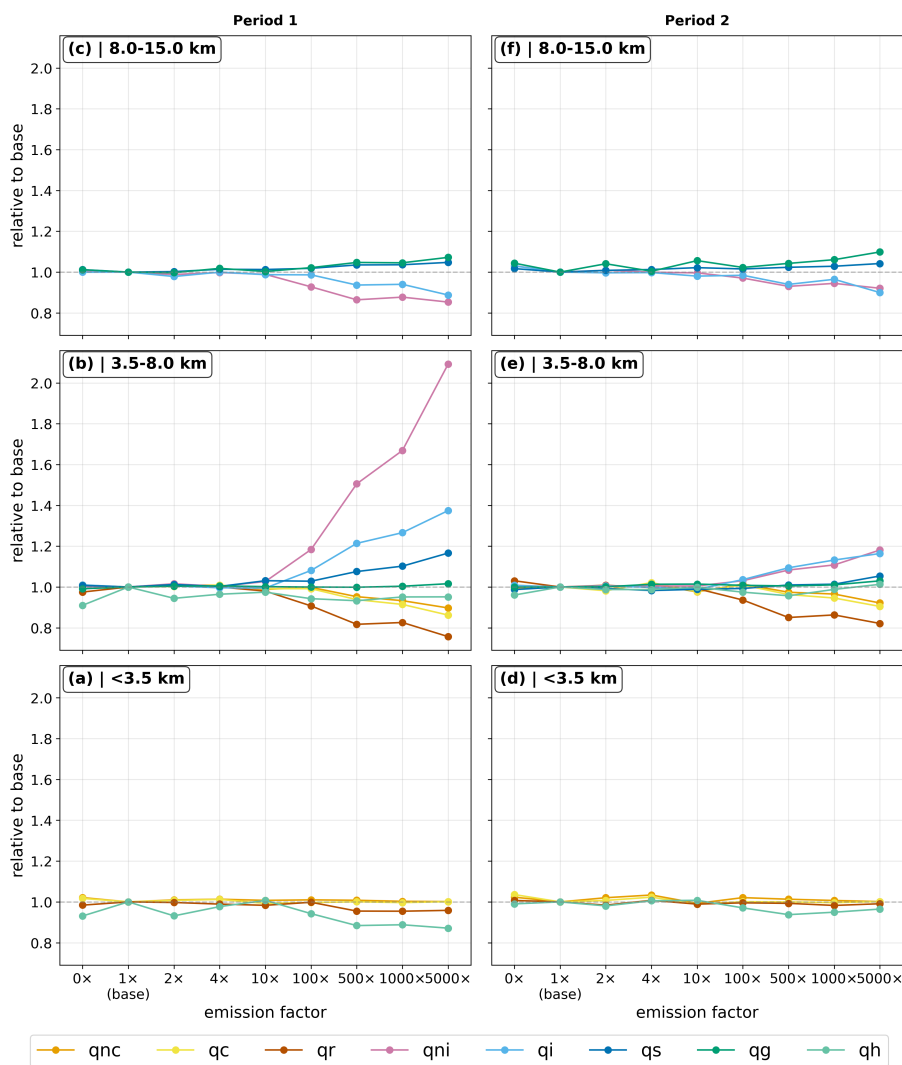 Period 1
Period 2
(c) | 8.0-15.0 km
(f) | 8.0-15.0 km
relative to base
2.0
1.8
1.6
1.4
1.2
1.0
0.8
(b) | 3.5-8.0 km
(e) | 3.5-8.0 km
relative to base
2.0
1.8
1.6
1.4
1.2
1.0
0.8
(a) | <3.5 km
(d) | <3.5 km
relative to base
2.0
1.8
1.6
1.4
1.2
1.0
0.8
0× 1× 2× 4× 10× 100× 500× 1000× 5000×
(base)
emission factor
0× 1× 2× 4× 10× 100× 500× 1000× 5000×
(base)
emission factor
qnc qc qr qni qi qs qg qh